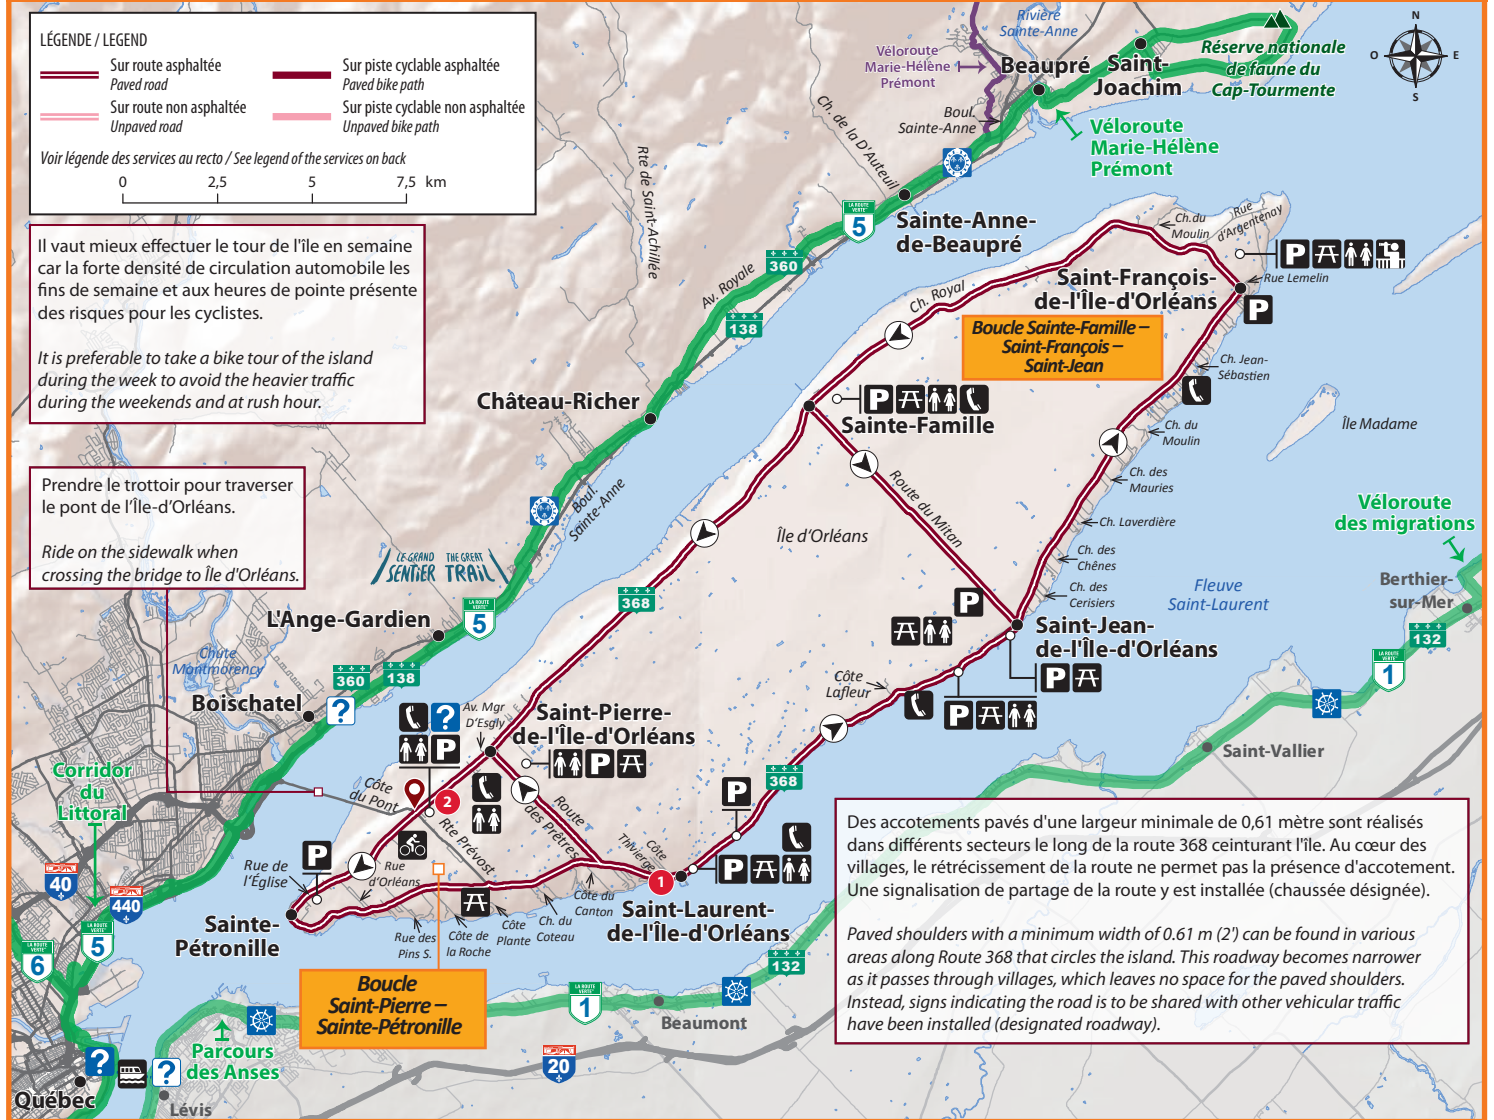 LÉGENDE / LEGEND
Sur route asphaltée
Paved road
Sur piste cyclable asphaltée
Paved bike path
Sur route non asphaltée
Unpaved road
Sur piste cyclable non asphaltée
Unpaved bike path
Voir légende des services au recto / See legend of the services on back
0 2,5 5 7,5 km
Il vaut mieux effectuer le tour de l'île en semaine
car la forte densité de circulation automobile les
fins de semaine et aux heures de pointe présente
des risques pour les cyclistes.
It is preferable to take a bike tour of the island
during the week to avoid the heavier traffic
during the weekends and at rush hour.
Prendre le trottoir pour traverser
le pont de l'Île-d'Orléans.
Ride on the sidewalk when
crossing the bridge to Île d'Orléans.
Rivière
Sainte-Anne
Véloroute
Marie-Hélène
Prémont
Beaupré
Saint-
Joachim
Réserve nationale
de faune du
Cap-Tourmente
N
O
E
S
Boul.
Sainte-Anne
Véloroute
Marie-Hélène
Prémont
Ch. de la D'Auteuil
Rte de Saint-Achillée
LA ROUTE
VERTE
5
Sainte-Anne-
de-Beaupré
360
Av. Royale
138
Ch.du
Moulin
Rue
d'Argentenay
P
Rue Lemelin
Saint-François-
de-l'Île-d'Orléans
P
Ch. Royal
Boucle Sainte-Famille –
Saint-François –
Saint-Jean
Ch. Jean-
Sébastien
Château-Richer
P
Sainte-Famille
Ch. du
Moulin
Île Madame
Ch. des
Mauries
Route du Mitan
Boul.
Sainte-Anne
Île d'Orléans
Ch. Laverdière
Véloroute
des migrations
Ch. des
Chênes
LE GRAND
SENTIER
THE GREAT
TRAIL
Fleuve
Saint-Laurent
Berthier-
sur-Mer
Ch. des
Cerisiers
368
P
132
L'Ange-Gardien
LA ROUTE
VERTE
5
Saint-Jean-
de-l'Île-d'Orléans
Chute
Montmorency
360
138
P
LA ROUTE
VERTE
1
Côte
Lafleur
Boischatel
?
Av. Mgr
D'Esgly
Saint-Pierre-
de-l'Île-d'Orléans
P
?
P
P
Saint-Vallier
Corridor
du
Littoral
Côte
du Pont
2
368
P
Route
des Prêtres
Rte Prévost
Côte
Thivierge
Rue de
l'Église
P
Rue
d'Orléans
P
1
40
440
Côte du
Canton
Saint-Laurent-
de-l'Île-d'Orléans
Sainte-
Pétronille
Rue des
Pins S.
Côte de
la Roche
Côte
Plante
Ch. du
Coteau
LA ROUTE
VERTE
5
LA ROUTE
VERTE
6
132
Boucle
Saint-Pierre –
Sainte-Pétronille
LA ROUTE
VERTE
1
Beaumont
Parcours
des Anses
20
?
?
Québec
Lévis
Des accotements pavés d'une largeur minimale de 0,61 mètre sont réalisés
dans différents secteurs le long de la route 368 ceinturant l'île. Au cœur des
villages, le rétrécissement de la route ne permet pas la présence d'accotement.
Une signalisation de partage de la route y est installée (chaussée désignée).
Paved shoulders with a minimum width of 0.61 m (2') can be found in various
areas along Route 368 that circles the island. This roadway becomes narrower
as it passes through villages, which leaves no space for the paved shoulders.
Instead, signs indicating the road is to be shared with other vehicular traffic
have been installed (designated roadway).